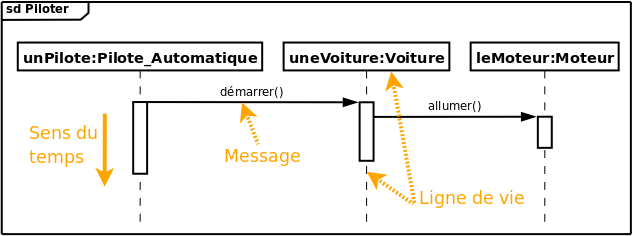 sd Piloter
unPilote:Pilote_Automatique
uneVoiture:Voiture
leMoteur:Moteur
démarrer()
allumer()
Sens du
temps
Message
Ligne de vie